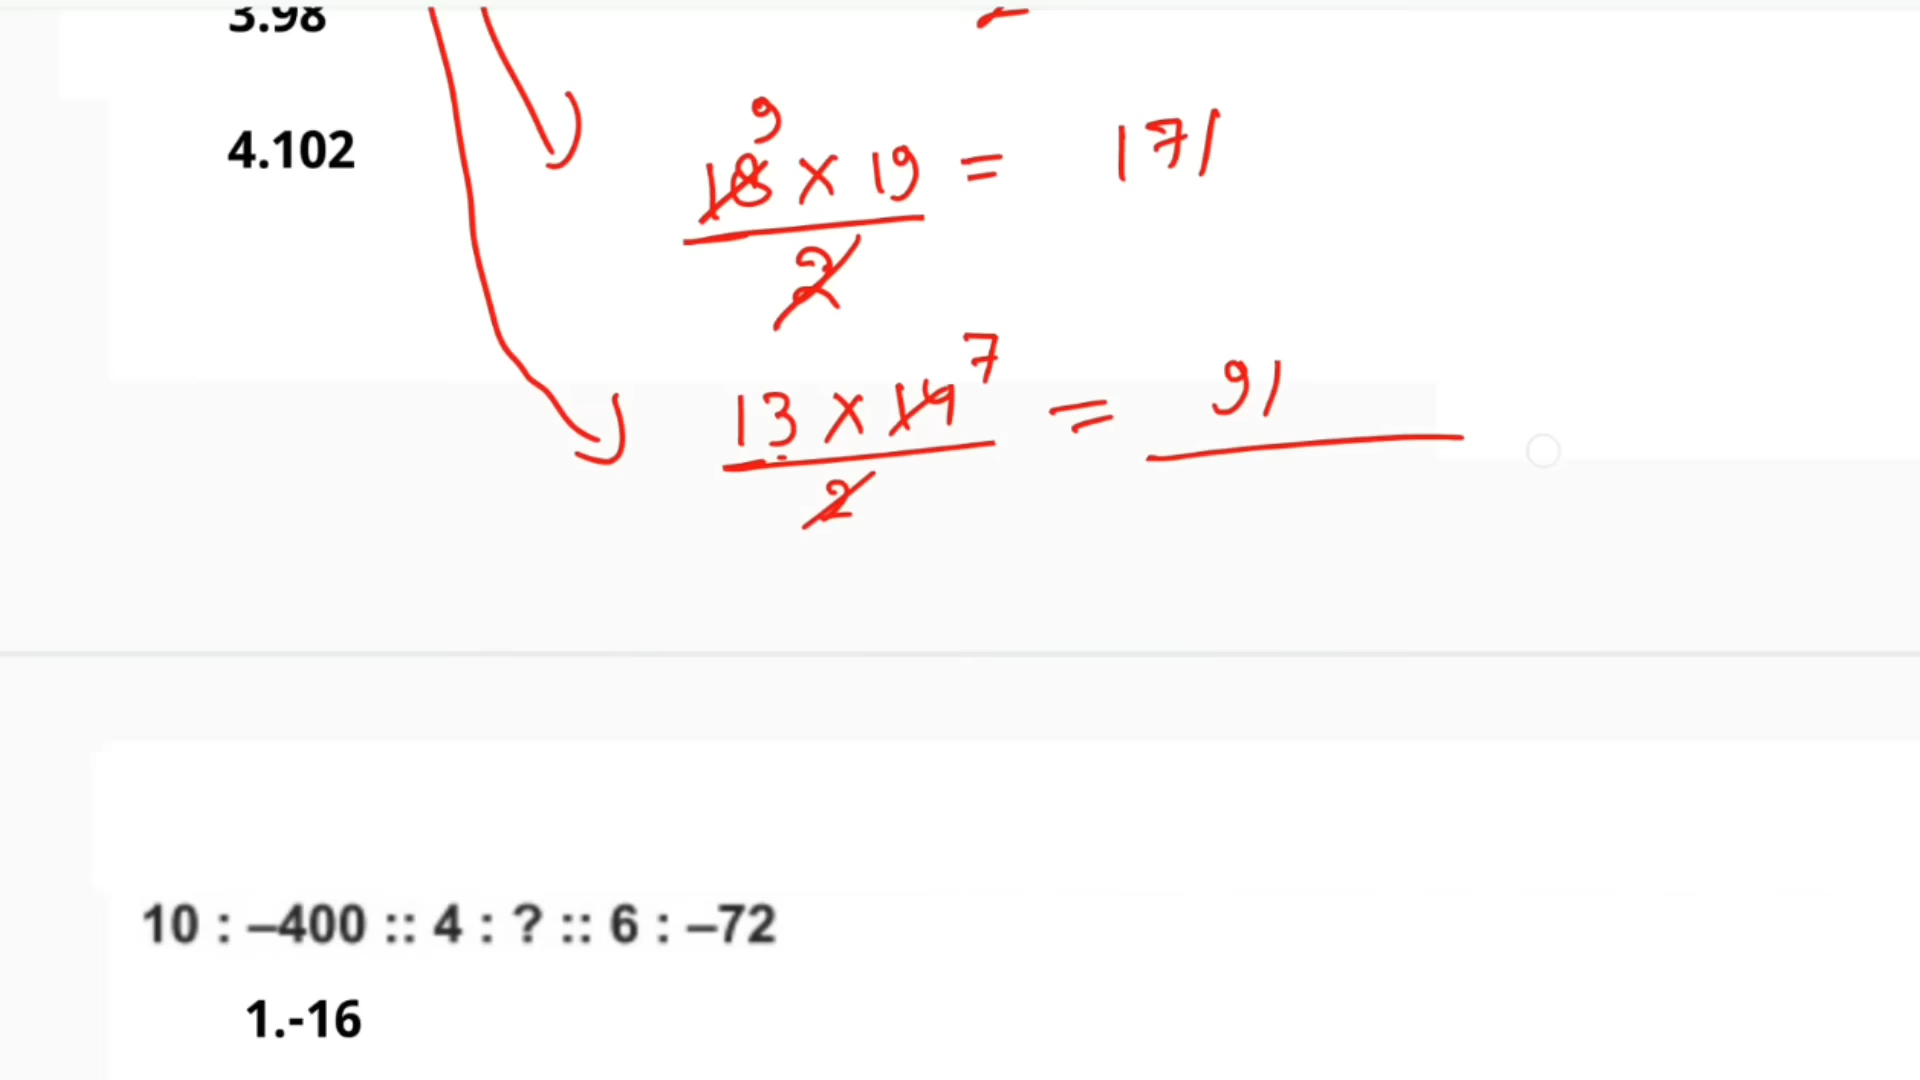 3.98
4.102
9
18 × 19 = 171
2
7
13 × 14 = 91
2
10 : –400 :: 4 : ? :: 6 : –72
1.-16